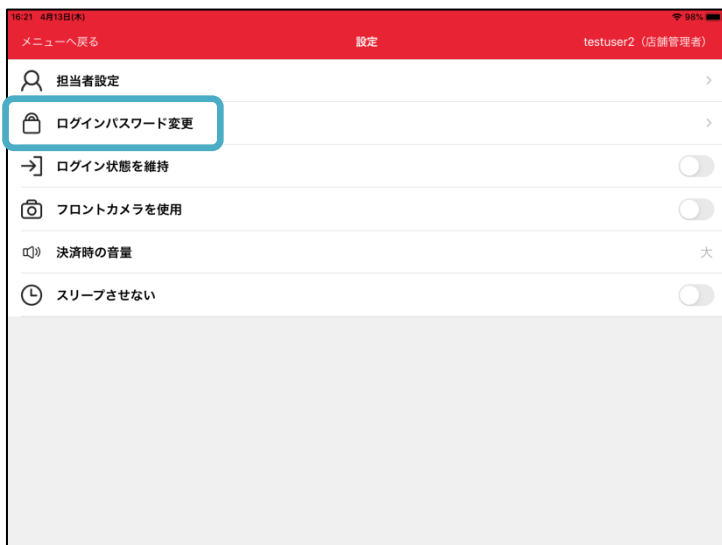 16:21 4月13日(木) 98%
メニューへ戻る 設定 testuser2（店舗管理者）
担当者設定
ログインパスワード変更
ログイン状態を維持
フロントカメラを使用
決済時の音量 大
スリープさせない